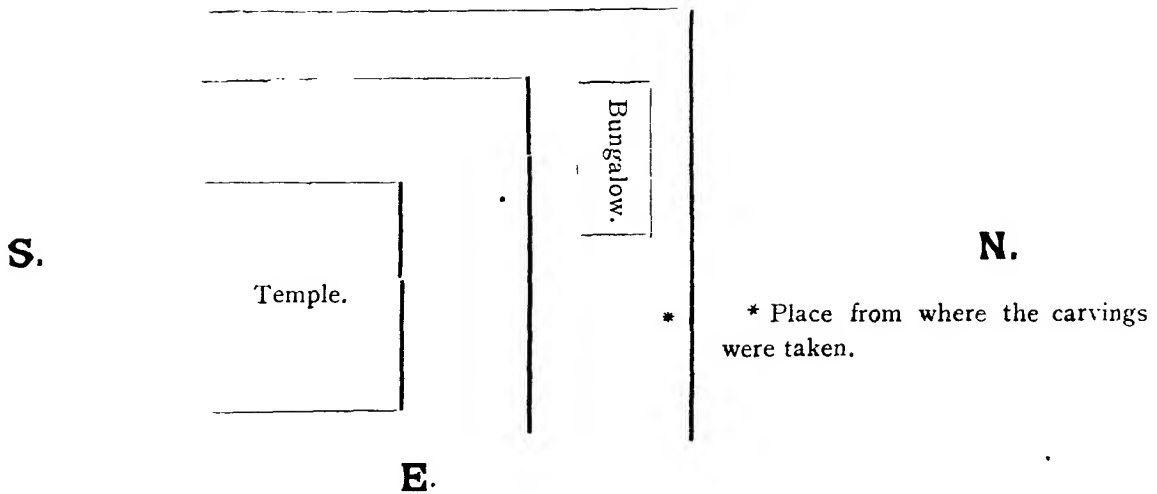 Bungalow.
S.
N.
Temple.
* * Place from where the carvings
were taken.
E.